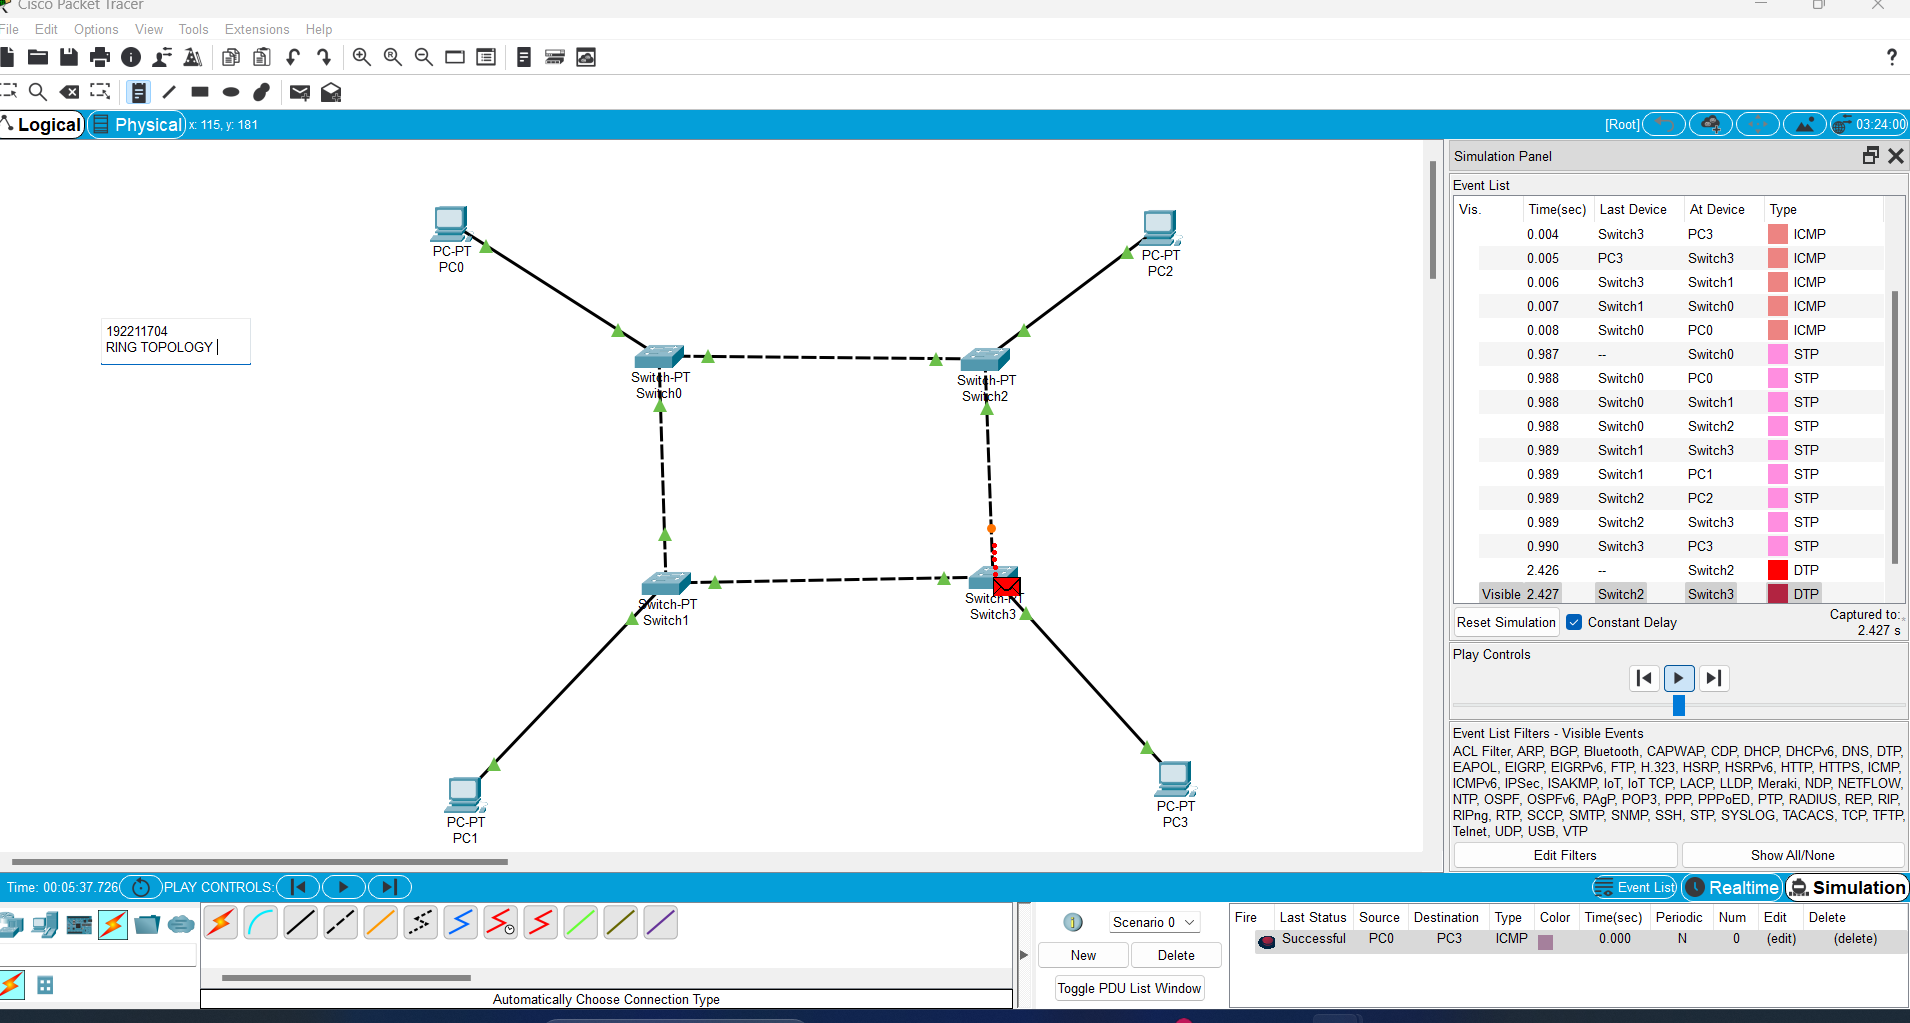 Cisco Packet Tracer
File Edit Options View Tools Extensions Help
?
Logical Physical x: 115, y: 181 [Root] 03:24:00
PC-PT
PC0
PC-PT
PC2
192211704
RING TOPOLOGY
Switch-PT
Switch0
Switch-PT
Switch2
Switch-PT
Switch1
Switch-PT
Switch3
PC-PT
PC1
PC-PT
PC3
Simulation Panel
Event List
Vis. Time(sec) Last Device At Device Type
0.004 Switch3 PC3 ICMP
0.005 PC3 Switch3 ICMP
0.006 Switch3 Switch1 ICMP
0.007 Switch1 Switch0 ICMP
0.008 Switch0 PC0 ICMP
0.987 -- Switch0 STP
0.988 Switch0 PC0 STP
0.988 Switch0 Switch1 STP
0.988 Switch0 Switch2 STP
0.989 Switch1 Switch3 STP
0.989 Switch1 PC1 STP
0.989 Switch2 PC2 STP
0.989 Switch2 Switch3 STP
0.990 Switch3 PC3 STP
2.426 -- Switch2 DTP
Visible 2.427 Switch2 Switch3 DTP
Reset Simulation Constant Delay Captured to:
2.427 s
Play Controls
Event List Filters - Visible Events
ACL Filter, ARP, BGP, Bluetooth, CAPWAP, CDP, DHCP, DHCPv6, DNS, DTP,
EAPOL, EIGRP, EIGRPv6, FTP, H.323, HSRP, HSRPv6, HTTP, HTTPS, ICMP,
ICMPv6, IPSec, ISAKMP, IoT, IoT TCP, LACP, LLDP, Meraki, NDP, NETFLOW,
NTP, OSPF, OSPFv6, PAgP, POP3, PPP, PPPoED, PTP, RADIUS, REP, RIP,
RIPng, RTP, SCCP, SMTP, SNMP, SSH, STP, SYSLOG, TACACS, TCP, TFTP,
Telnet, UDP, USB, VTP
Edit Filters Show All/None
Time: 00:05:37.726 PLAY CONTROLS: Event List Realtime Simulation
Automatically Choose Connection Type
Scenario 0
New Delete
Toggle PDU List Window
Fire Last Status Source Destination Type Color Time(sec) Periodic Num Edit Delete
Successful PC0 PC3 ICMP 0.000 N 0 (edit) (delete)